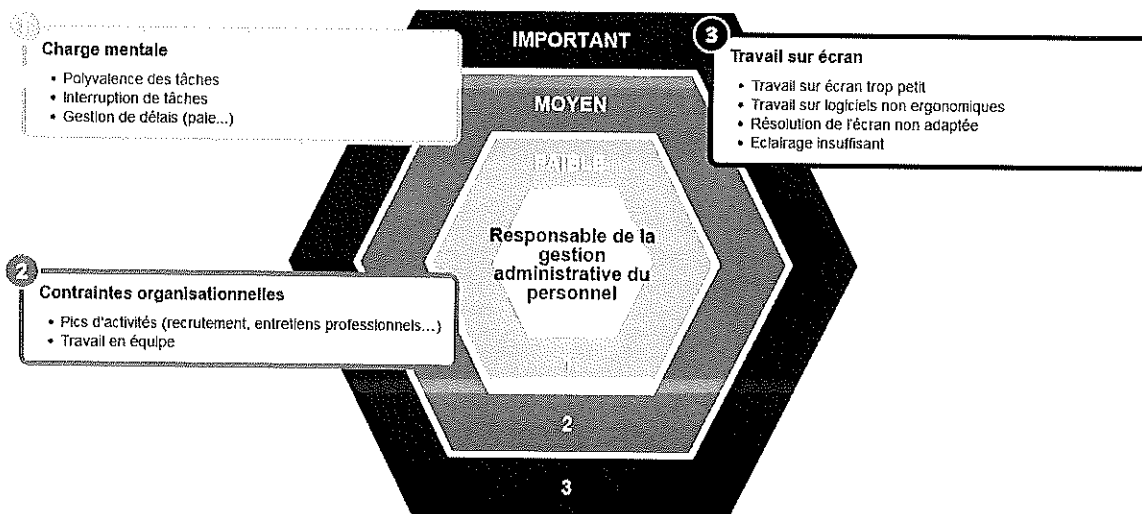 Charge mentale
• Polyvalence des tâches
• Interruption de tâches
• Gestion de délais (paie...)
IMPORTANT
3
Travail sur écran
• Travail sur écran trop petit
• Travail sur logiciels non ergonomiques
• Résolution de l'écran non adaptée
• Eclairage insuffisant
MOYEN
FAIBLE
Responsable de la
gestion
administrative du
personnel
2
Contraintes organisationnelles
• Pics d'activités (recrutement, entretiens professionnels...)
• Travail en équipe
1
2
3